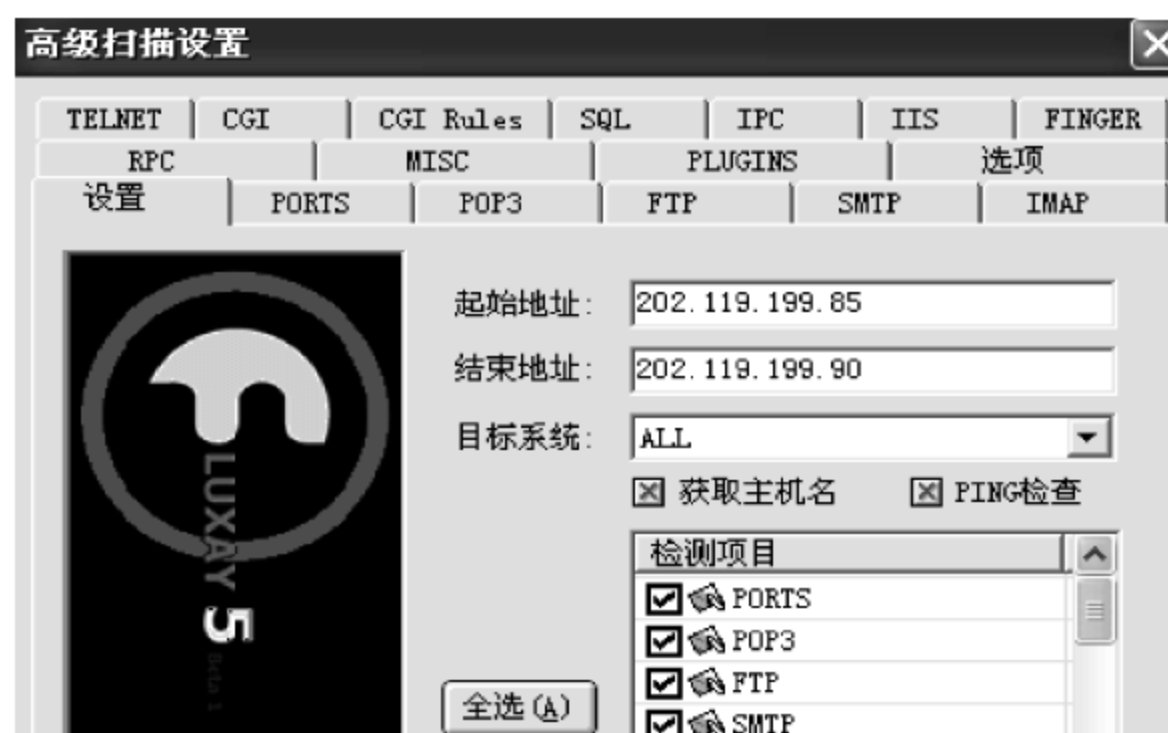 高级扫描设置
TELNET CGI CGI Rules SQL IPC IIS FINGER
RPC MISC PLUGINS 选项
设置 PORTS POP3 FTP SMTP IMAP
LUXAY 5 Beta 1
起始地址: 202.119.199.85
结束地址: 202.119.199.90
目标系统: ALL
获取主机名 PING检查
检测项目
PORTS
POP3
FTP
全选(A)
SMTP